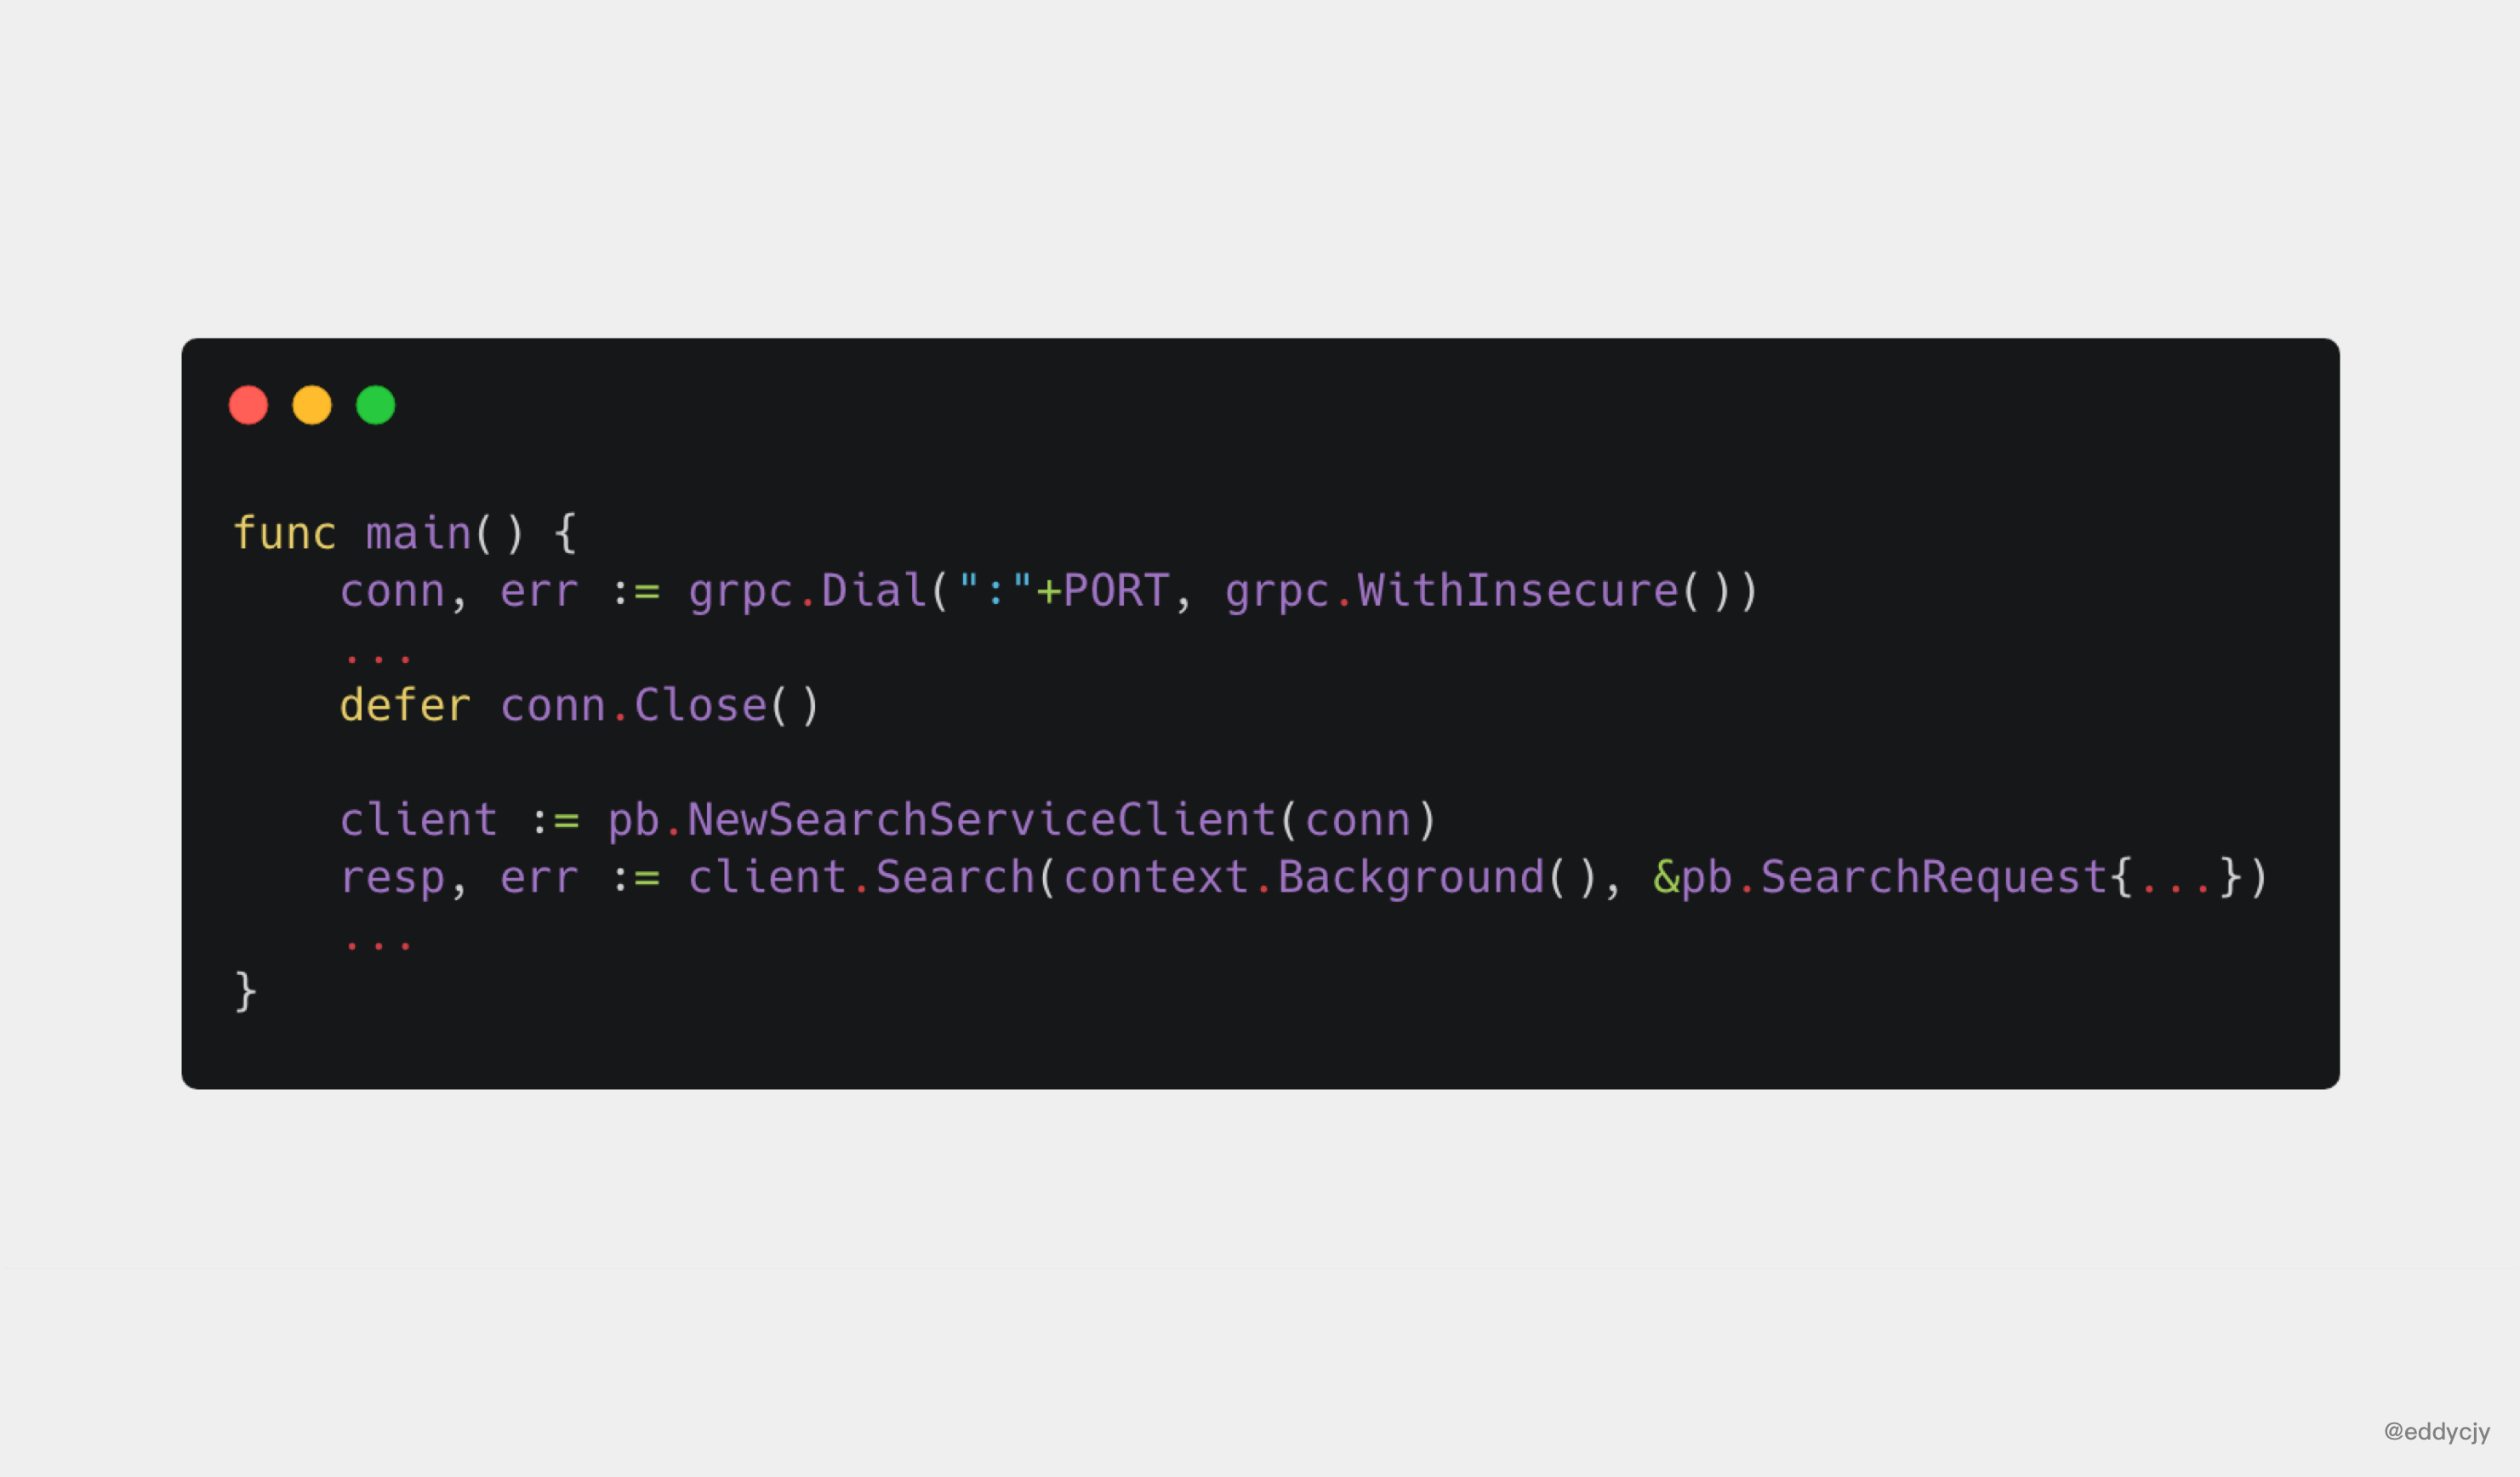 func main() {
    conn, err := grpc.Dial(":"+PORT, grpc.WithInsecure())
    ...
    defer conn.Close()

    client := pb.NewSearchServiceClient(conn)
    resp, err := client.Search(context.Background(), &pb.SearchRequest{...})
    ...
}
@eddycjy